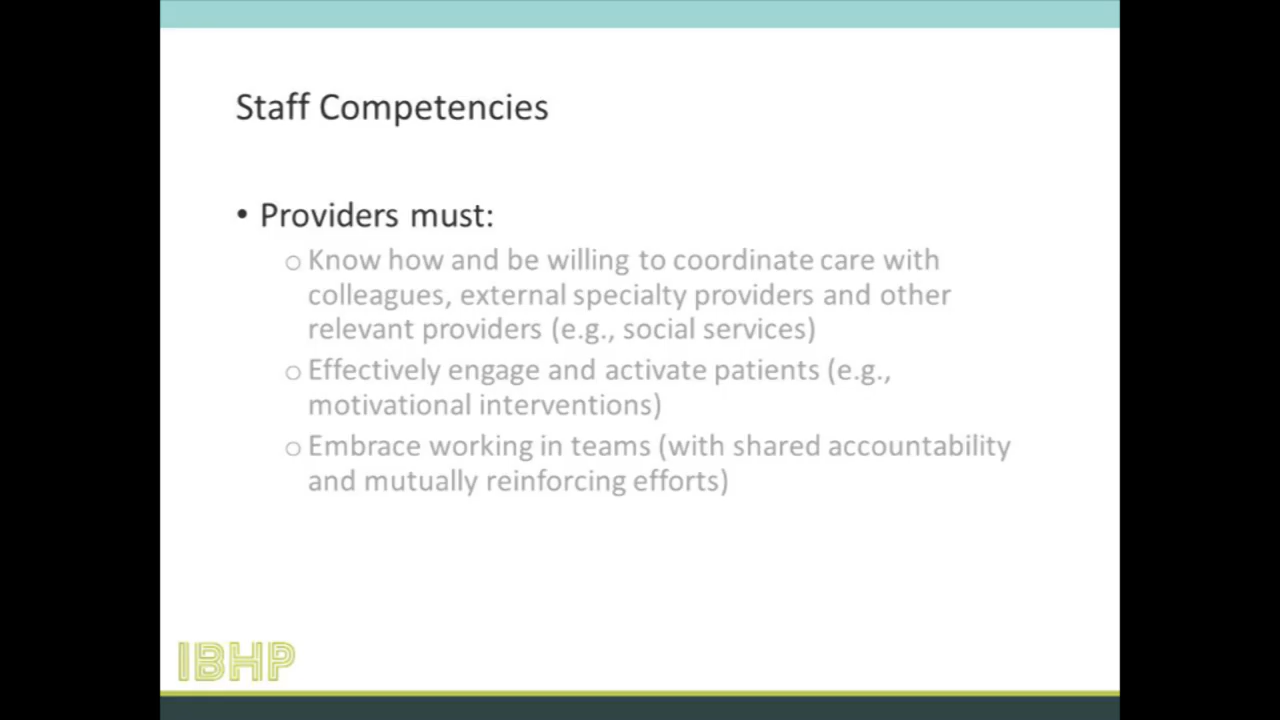 Staff Competencies
• Providers must:
o Know how and be willing to coordinate care with
colleagues, external specialty providers and other
relevant providers (e.g., social services)
o Effectively engage and activate patients (e.g.,
motivational interventions)
o Embrace working in teams (with shared accountability
and mutually reinforcing efforts)
IBHP